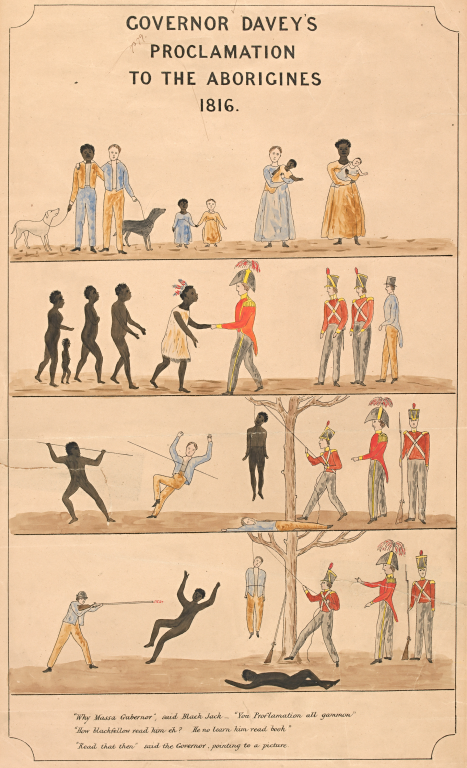 GOVERNOR DAVEY'S
PROCLAMATION
TO THE ABORIGINES
1816.
"Why Massa Gubernor", said Black Jack – "You Proclamation all gammon"
"How blackfellow read him eh? He no learn him read book"
"Read that then" said the Governor, pointing to a picture.